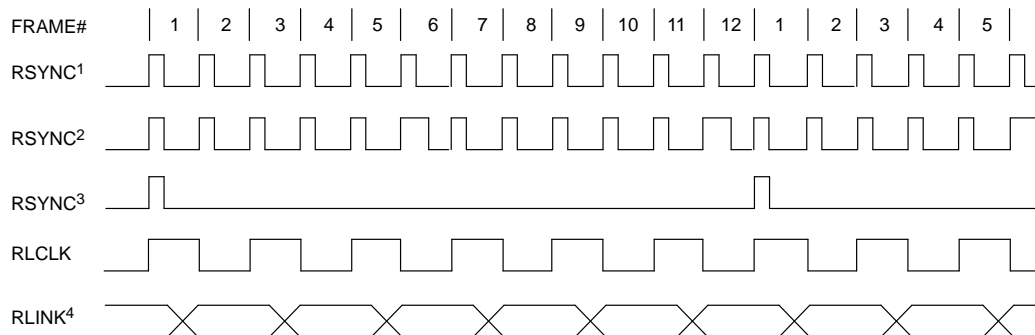 FRAME# 1 2 3 4 5 6 7 8 9 10 11 12 1 2 3 4 5
RSYNC¹
RSYNC²
RSYNC³
RLCLK
RLINK⁴